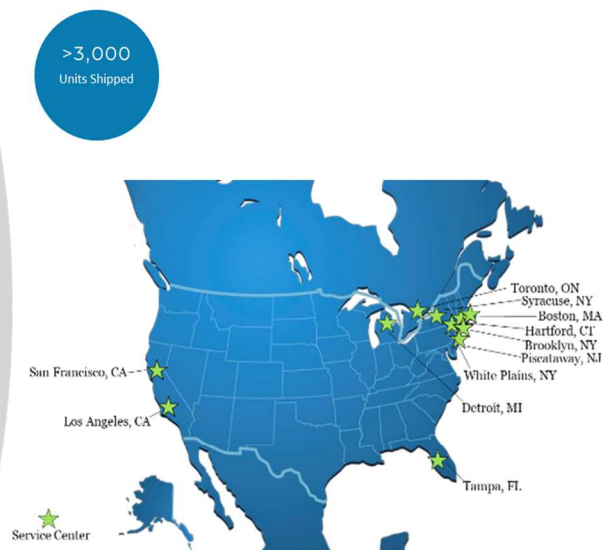 >3,000
Units Shipped
Toronto, ON
Syracuse, NY
Boston, MA
Hartford, CT
Brooklyn, NY
Piscataway, NJ
White Plains, NY
San Francisco, CA
Detroit, MI
Los Angeles, CA
Tampa, FL
Service Center